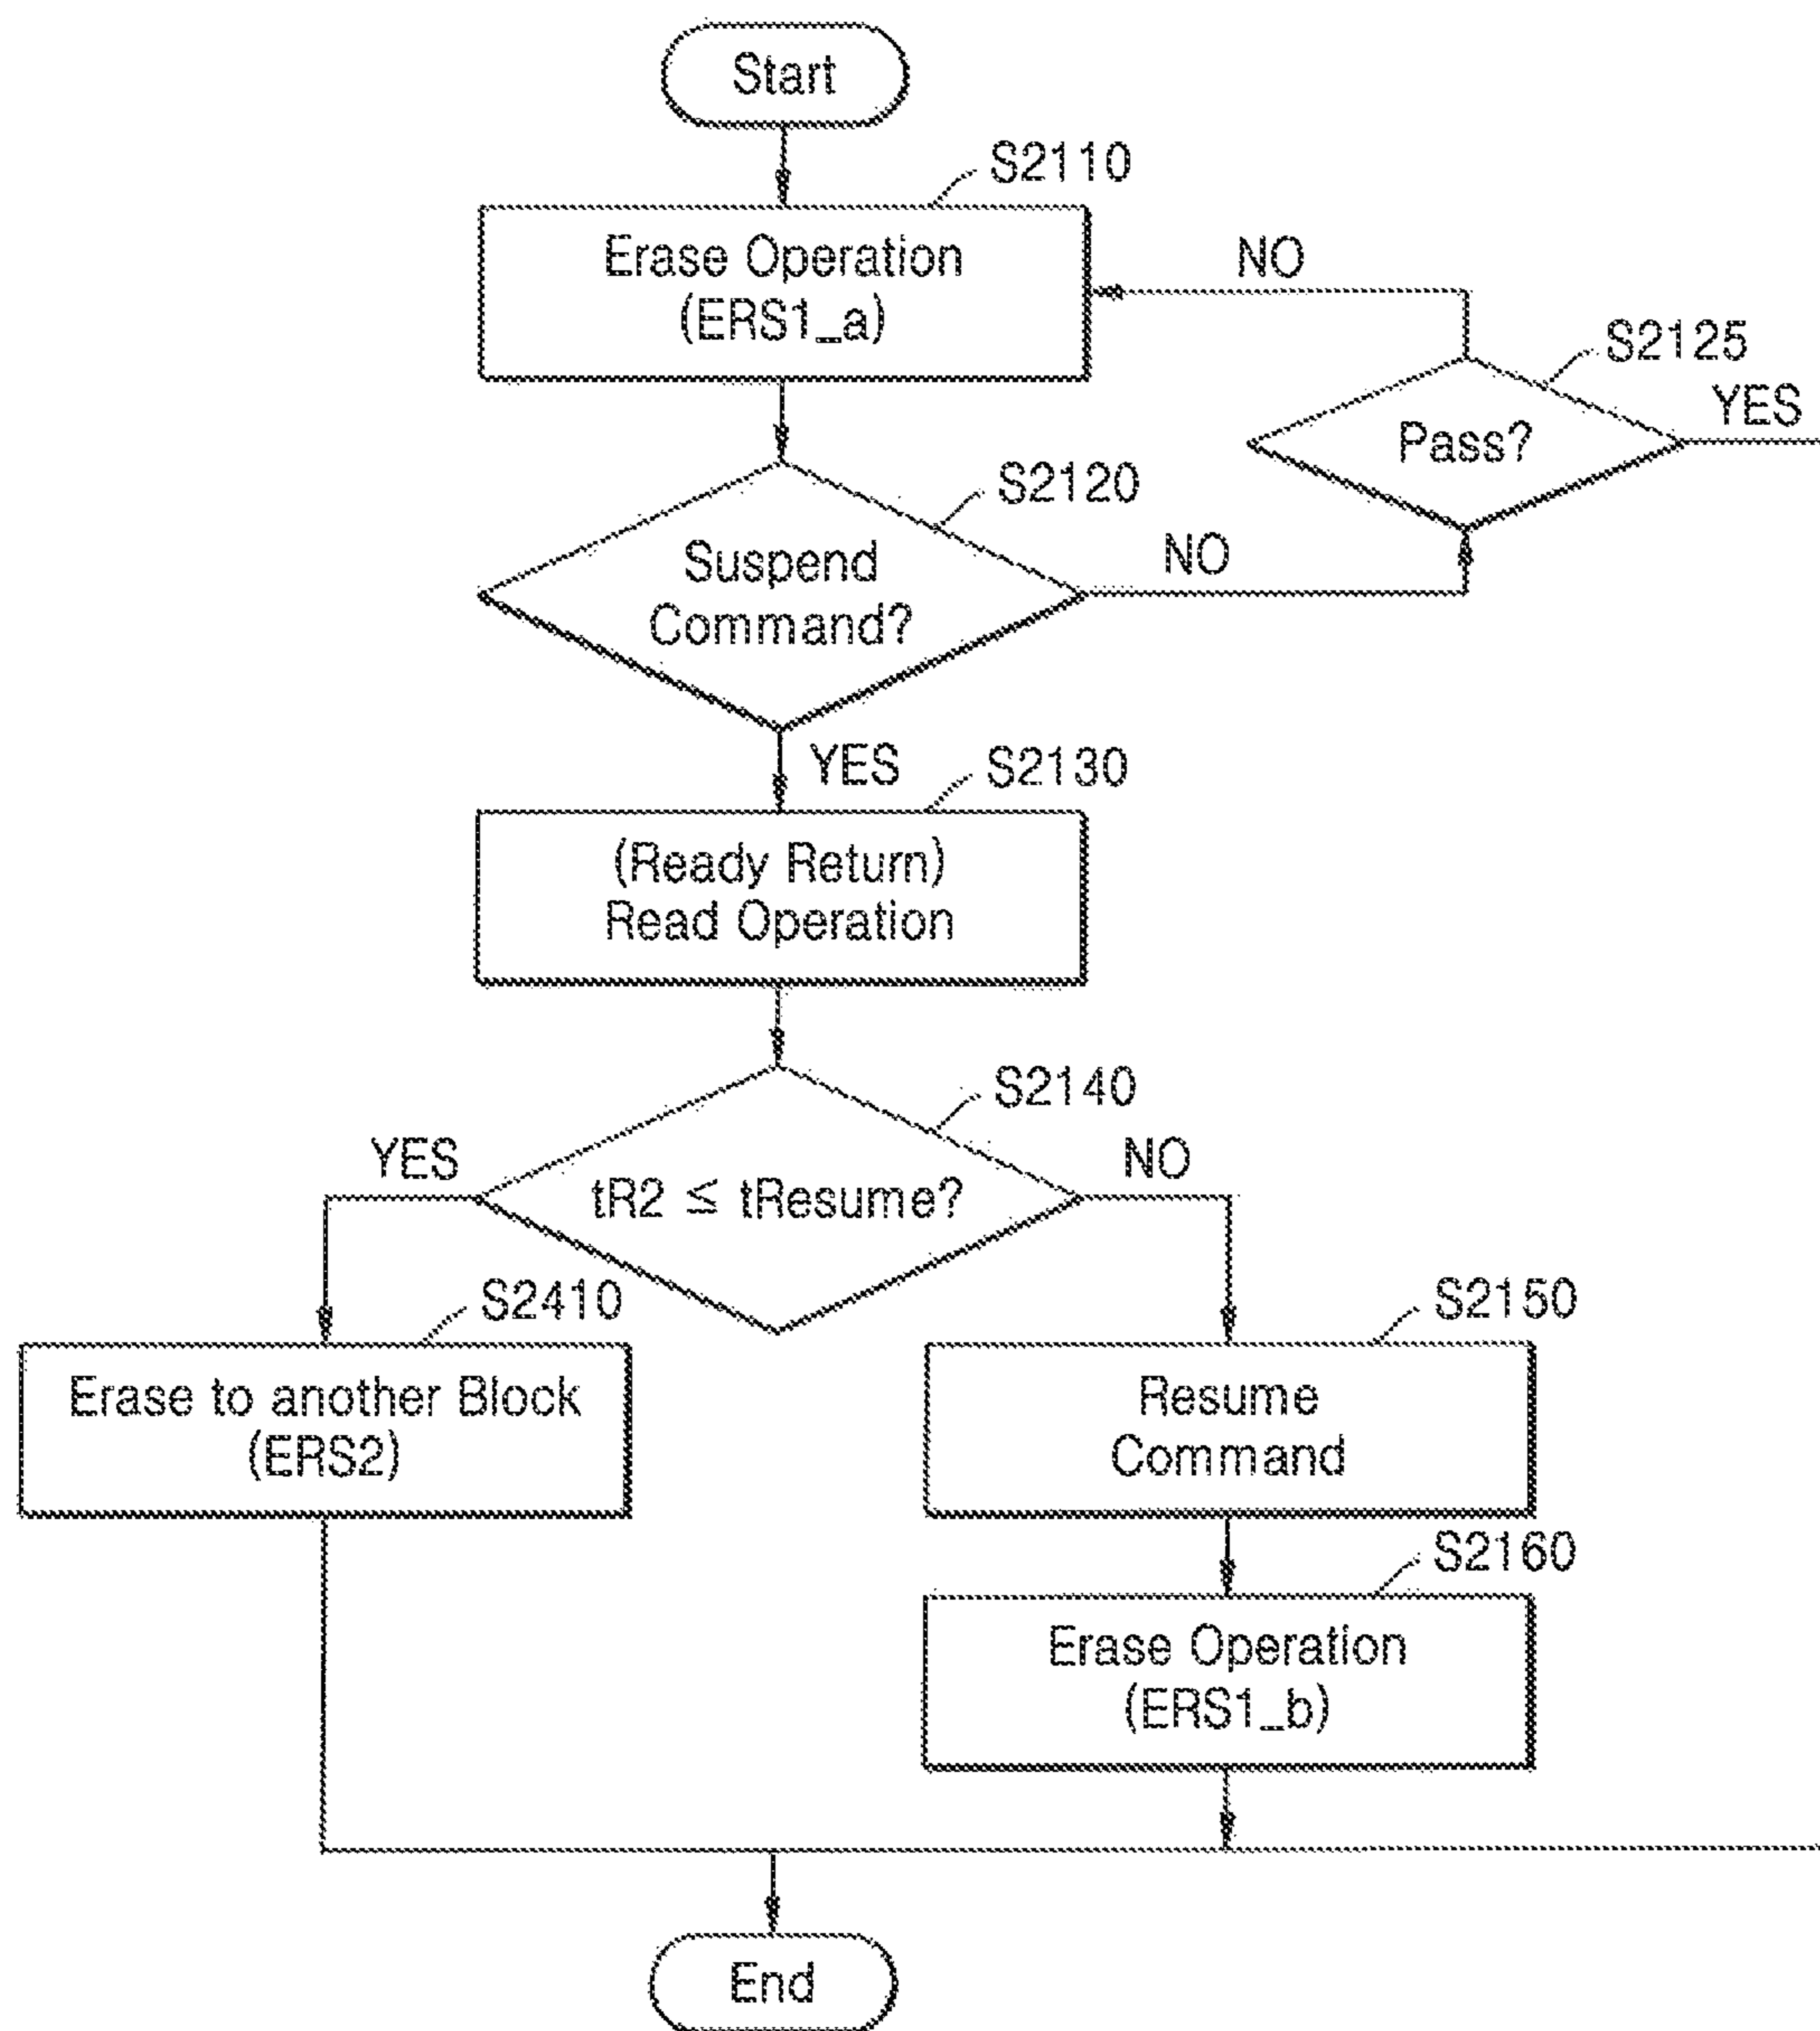 Start
S2110
Erase Operation
(ERS1_a)
NO
S2125
Pass?
YES
S2120
Suspend
Command?
NO
YES
S2130
(Ready Return)
Read Operation
S2140
YES
tR2 ≤ tResume?
NO
S2410
Erase to another Block
(ERS2)
S2150
Resume
Command
S2160
Erase Operation
(ERS1_b)
End